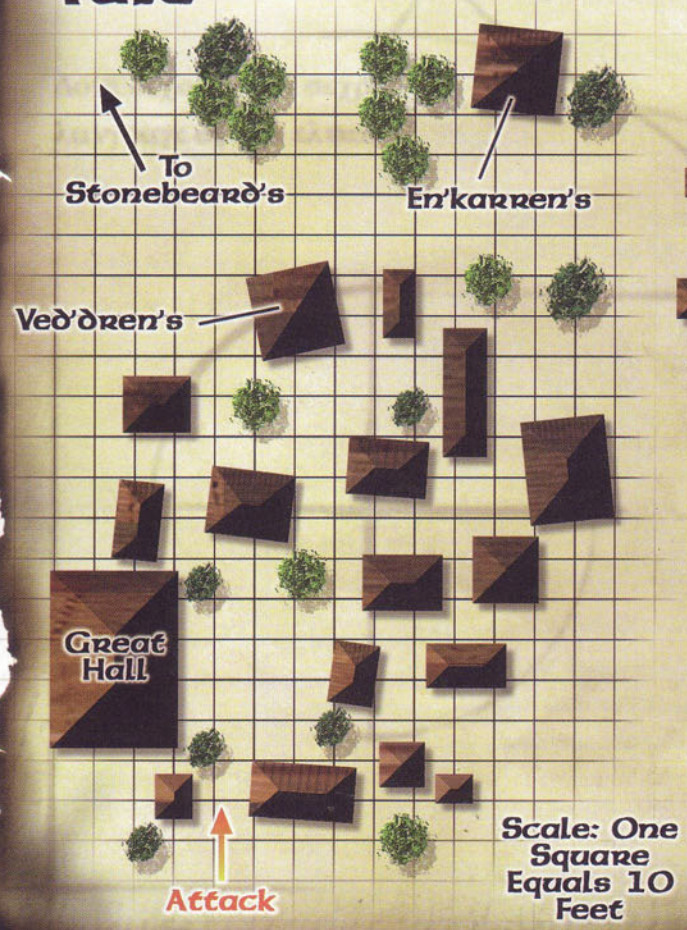 To
Stonebeard's
En'karren's
Ved'dren's
Great
Hall
Attack
Scale: One
Square
Equals 10
Feet